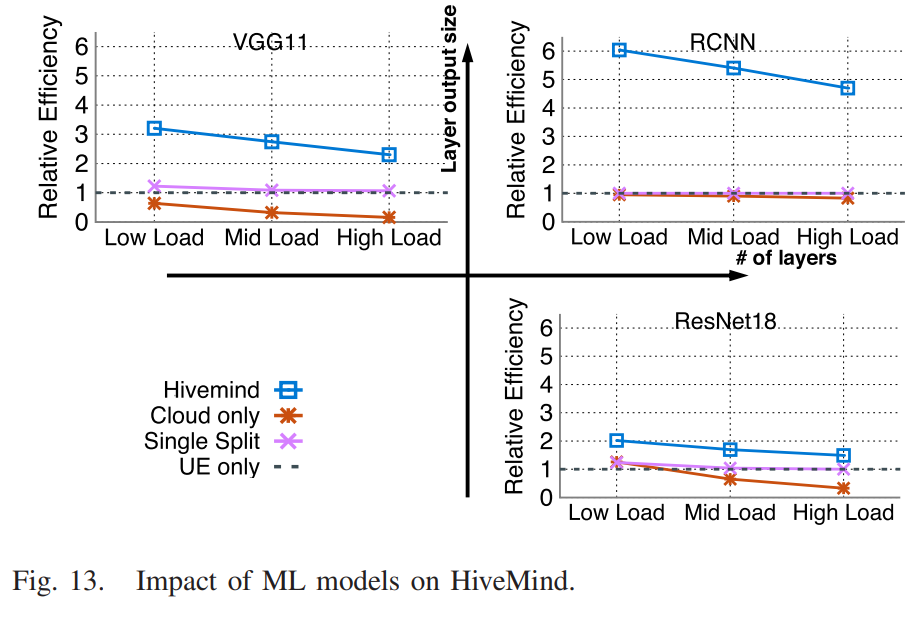 VGG11
Relative Efficiency
6
5
4
3
2
1
0
Low Load Mid Load High Load
Layer output size
RCNN
Relative Efficiency
6
5
4
3
2
1
0
Low Load Mid Load High Load
# of layers
ResNet18
Relative Efficiency
6
5
4
3
2
1
0
Low Load Mid Load High Load
Hivemind
Cloud only
Single Split
UE only
Fig. 13. Impact of ML models on HiveMind.